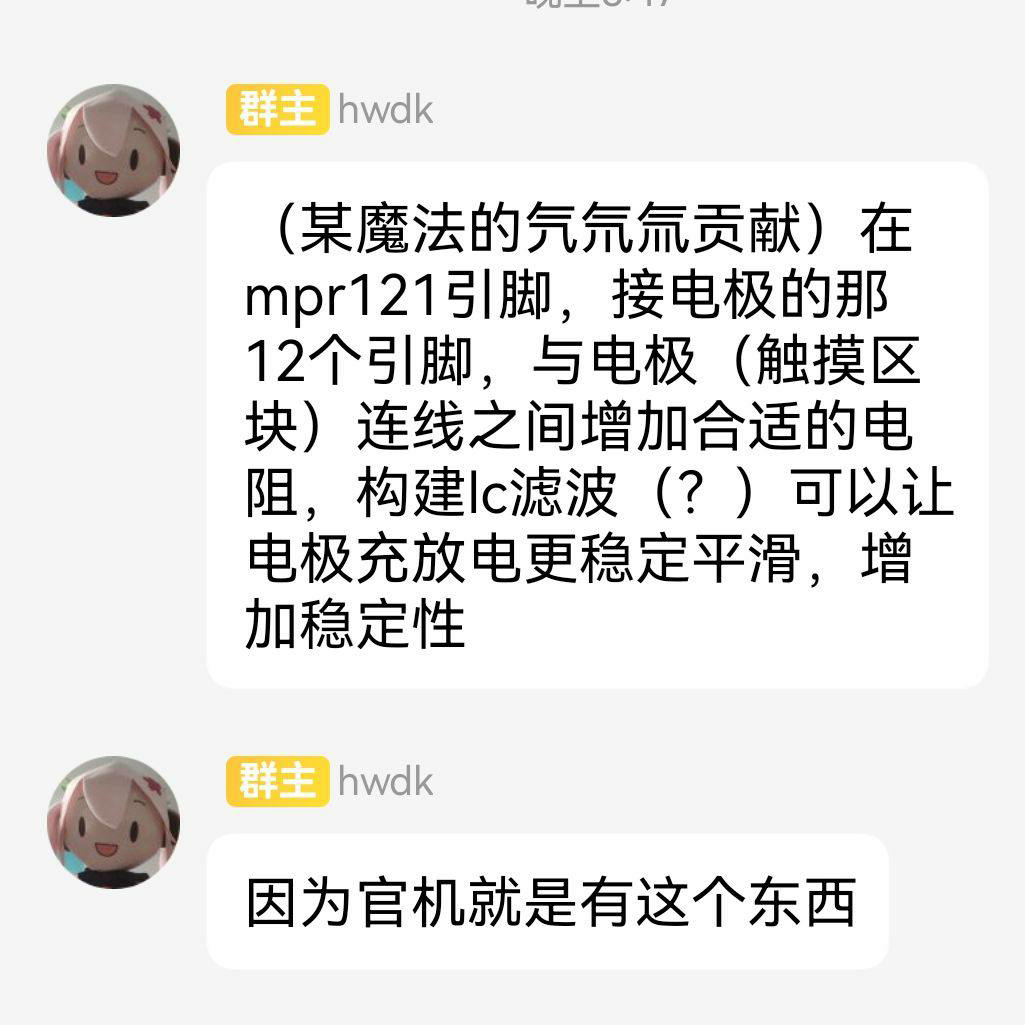 群主 hwdk
（某魔法的氕氘氚贡献）在
mpr121引脚，接电极的那
12个引脚，与电极（触摸区
块）连线之间增加合适的电
阻，构建lc滤波（？）可以让
电极充放电更稳定平滑，增
加稳定性
群主 hwdk
因为官机就是有这个东西